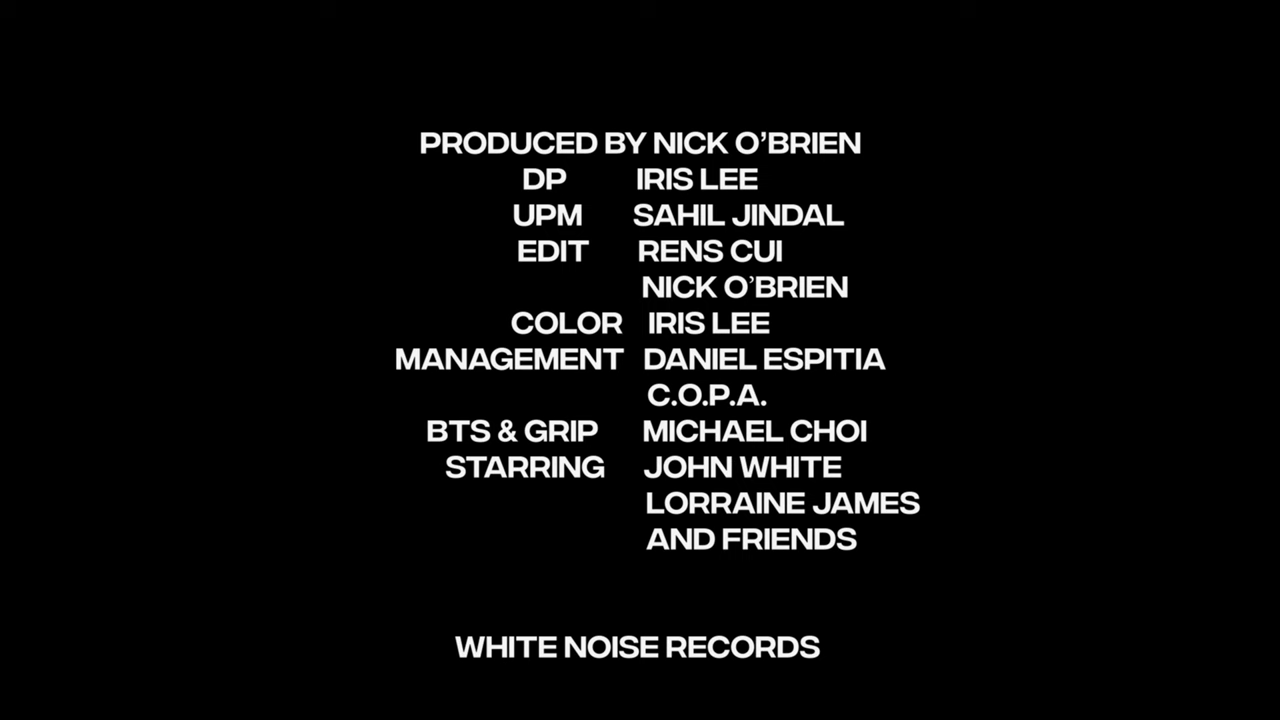 PRODUCED BY NICK O’BRIEN
DP IRIS LEE
UPM SAHIL JINDAL
EDIT RENS CUI
NICK O’BRIEN
COLOR IRIS LEE
MANAGEMENT DANIEL ESPITIA
C.O.P.A.
BTS & GRIP MICHAEL CHOI
STARRING JOHN WHITE
LORRAINE JAMES
AND FRIENDS
WHITE NOISE RECORDS